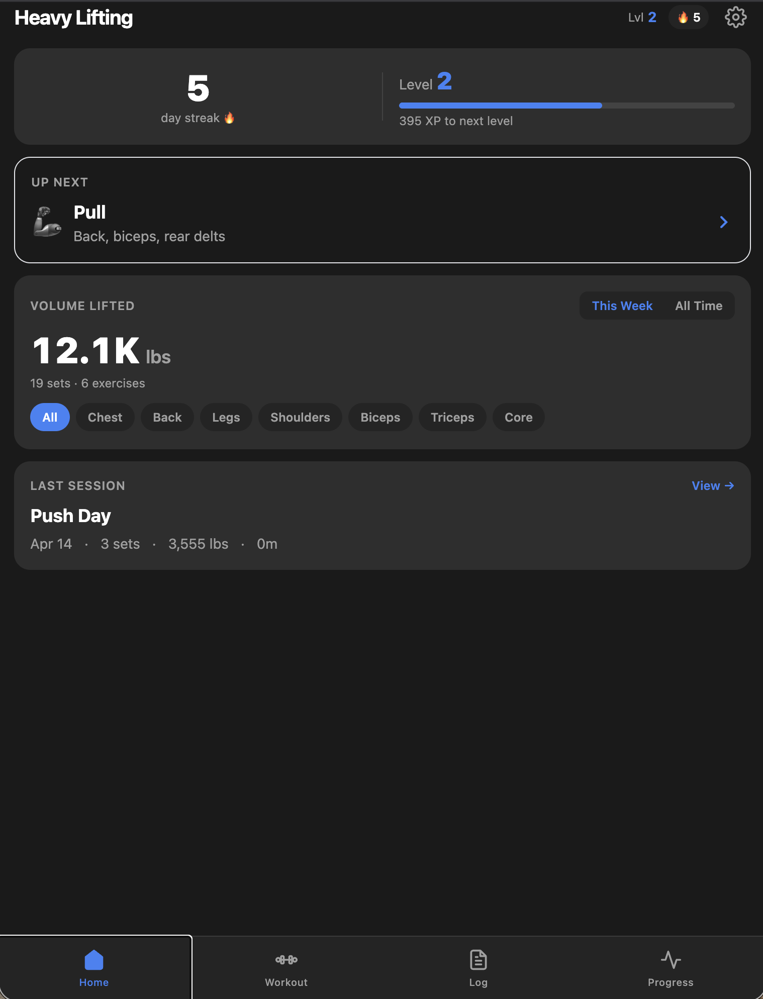 Heavy Lifting
Lvl 2 🔥 5
5
day streak 🔥
Level 2
395 XP to next level
UP NEXT
Pull
Back, biceps, rear delts
VOLUME LIFTED
This Week All Time
12.1K lbs
19 sets · 6 exercises
All Chest Back Legs Shoulders Biceps Triceps Core
LAST SESSION
View →
Push Day
Apr 14 · 3 sets · 3,555 lbs · 0m
Home Workout Log Progress